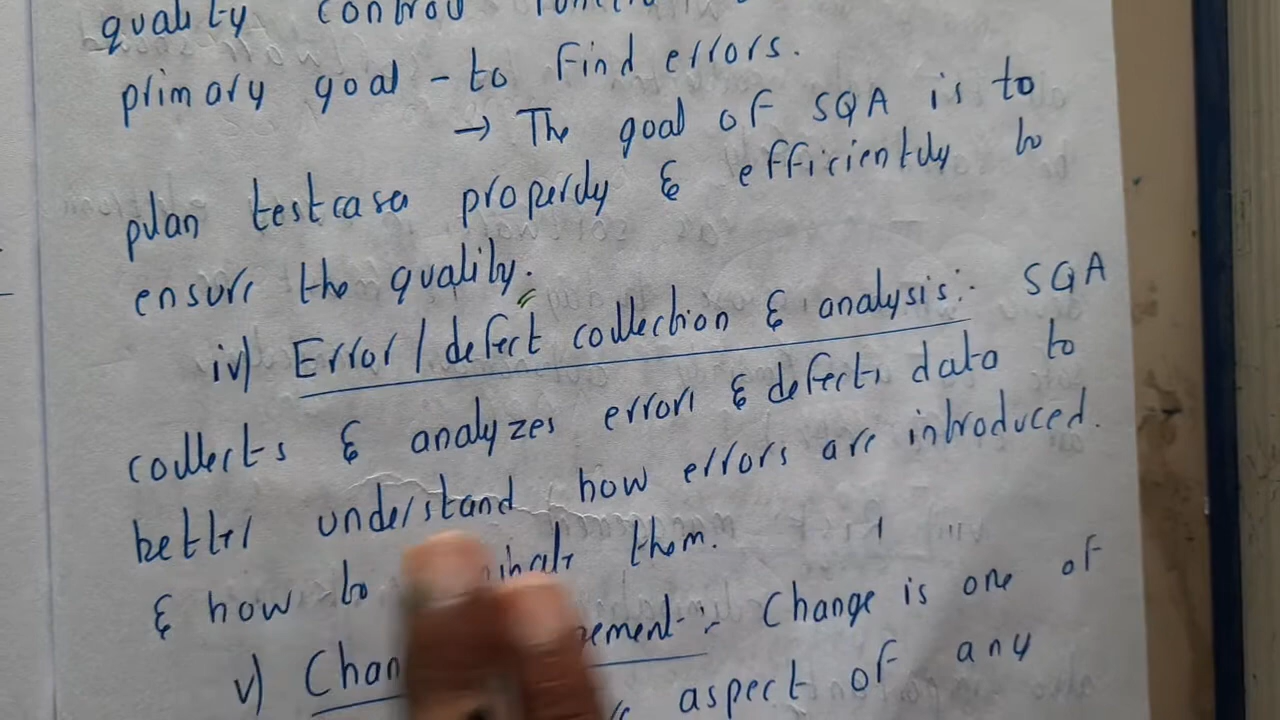 quality control
primary goal - to find errors.
→ The goal of SQA is to
plan testcase properly & efficiently to
ensure the quality.
iv) Error/defect collection & analysis:- SQA
collects & analyzes errors & defects data to
better understand how errors are introduced.
& how to them.
v) Change is one of
aspect of any